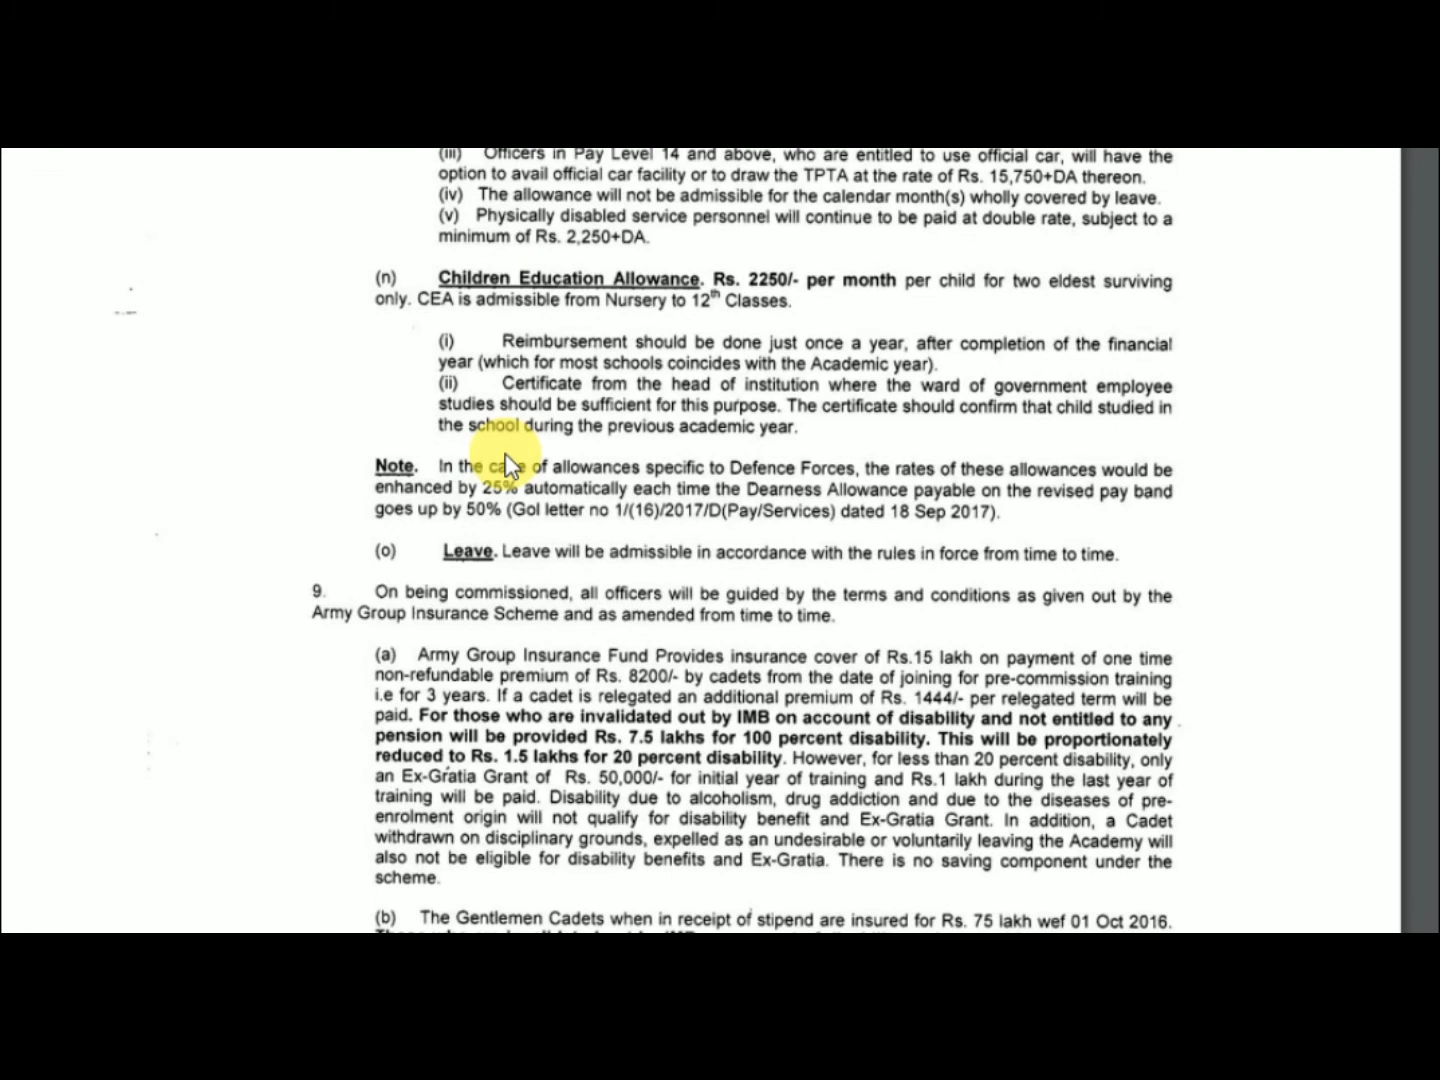 (iii) Officers in Pay Level 14 and above, who are entitled to use official car, will have the
option to avail official car facility or to draw the TPTA at the rate of Rs. 15,750+DA thereon.
(iv) The allowance will not be admissible for the calendar month(s) wholly covered by leave.
(v) Physically disabled service personnel will continue to be paid at double rate, subject to a
minimum of Rs. 2,250+DA.
(n) Children Education Allowance. Rs. 2250/- per month per child for two eldest surviving
only. CEA is admissible from Nursery to 12th Classes.
(i) Reimbursement should be done just once a year, after completion of the financial
year (which for most schools coincides with the Academic year).
(ii) Certificate from the head of institution where the ward of government employee
studies should be sufficient for this purpose. The certificate should confirm that child studied in
the school during the previous academic year.
Note. In the case of allowances specific to Defence Forces, the rates of these allowances would be
enhanced by 25% automatically each time the Dearness Allowance payable on the revised pay band
goes up by 50% (GoI letter no 1/(16)/2017/D(Pay/Services) dated 18 Sep 2017).
(o) Leave. Leave will be admissible in accordance with the rules in force from time to time.
9. On being commissioned, all officers will be guided by the terms and conditions as given out by the
Army Group Insurance Scheme and as amended from time to time.
(a) Army Group Insurance Fund Provides insurance cover of Rs.15 lakh on payment of one time
non-refundable premium of Rs. 8200/- by cadets from the date of joining for pre-commission training
i.e for 3 years. If a cadet is relegated an additional premium of Rs. 1444/- per relegated term will be
paid. For those who are invalidated out by IMB on account of disability and not entitled to any
pension will be provided Rs. 7.5 lakhs for 100 percent disability. This will be proportionately
reduced to Rs. 1.5 lakhs for 20 percent disability. However, for less than 20 percent disability, only
an Ex-Gratia Grant of Rs. 50,000/- for initial year of training and Rs.1 lakh during the last year of
training will be paid. Disability due to alcoholism, drug addiction and due to the diseases of pre-
enrolment origin will not qualify for disability benefit and Ex-Gratia Grant. In addition, a Cadet
withdrawn on disciplinary grounds, expelled as an undesirable or voluntarily leaving the Academy will
also not be eligible for disability benefits and Ex-Gratia. There is no saving component under the
scheme.
(b) The Gentlemen Cadets when in receipt of stipend are insured for Rs. 75 lakh wef 01 Oct 2016.